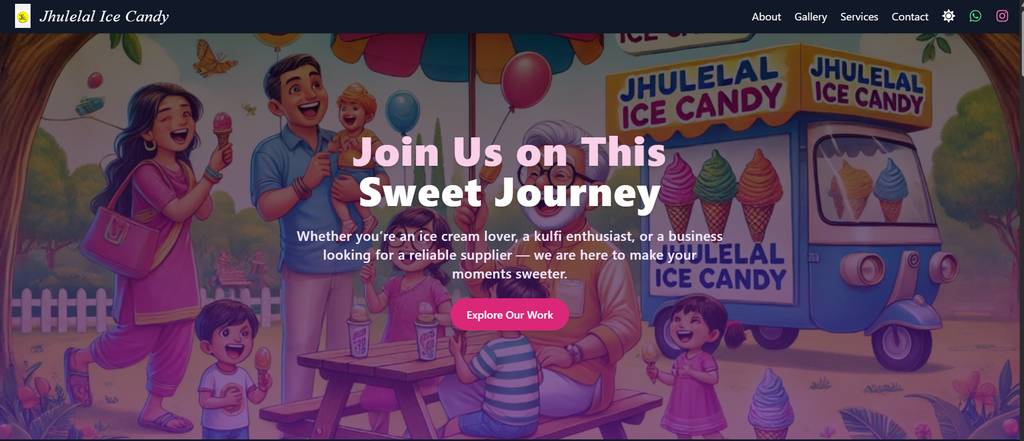 Jhulelal Ice Candy
About
Gallery
Services
Contact
ICE CANDY
JHULELAL
ICE CANDY
JHULELAL
ICE CANDY
Join Us on This
Sweet Journey
Whether you're an ice cream lover, a kulfi enthusiast, or a business
looking for a reliable supplier — we are here to make your
moments sweeter.
JHULELAL
ICE CANDY
Explore Our Work